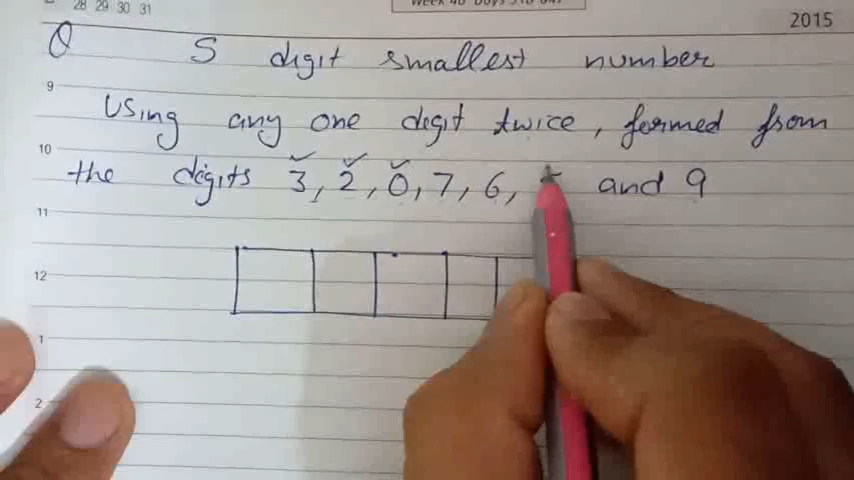 28 29 30 31
2015
Q 5 digit smallest number
9
Using any one digit twice, formed from
10
the digits 3, 2, 0, 7, 6, and 9
11
12
1
2